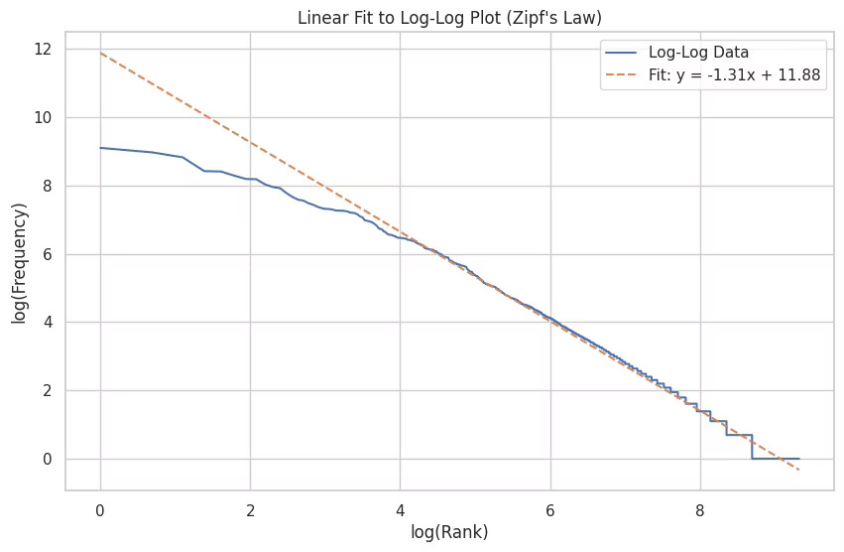 Linear Fit to Log-Log Plot (Zipf's Law)
Log-Log Data
Fit: y = -1.31x + 11.88
log(Frequency)
12
10
8
6
4
2
0
0 2 4 6 8
log(Rank)